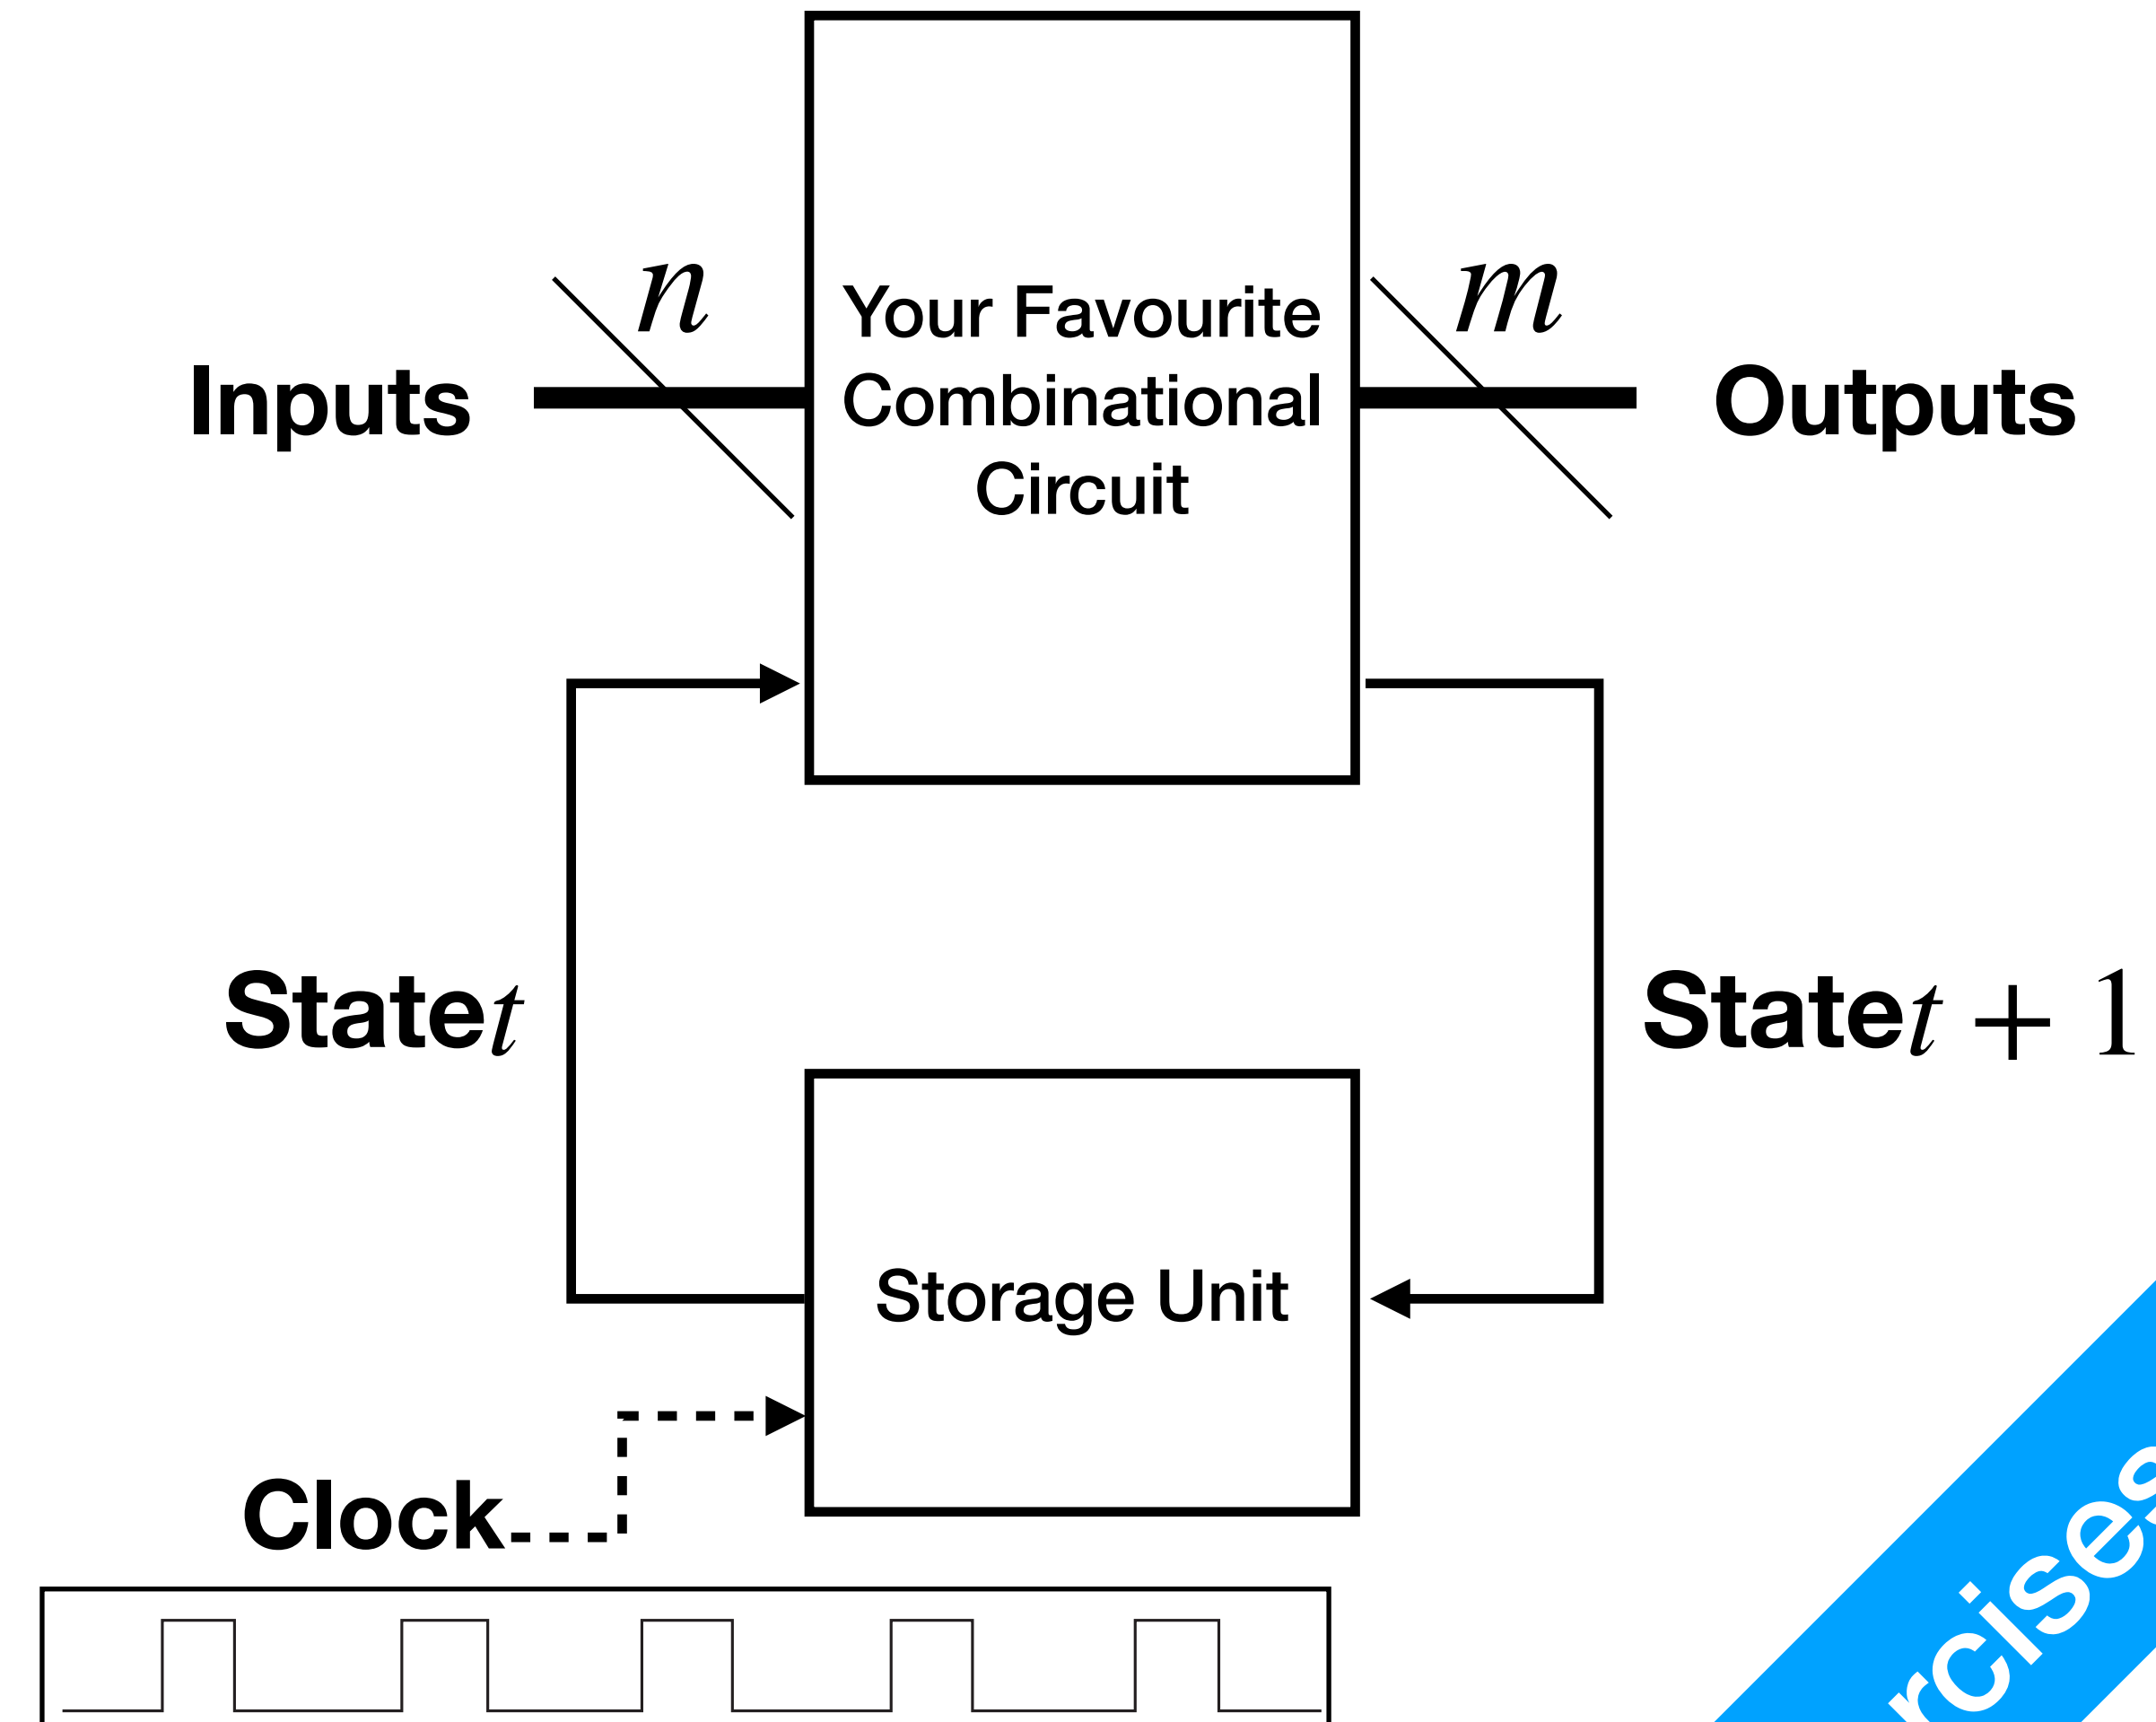 n
m
Your Favourite
Combinational
Circuit
Inputs
Outputs
State t
State t + 1
Storage Unit
Clock